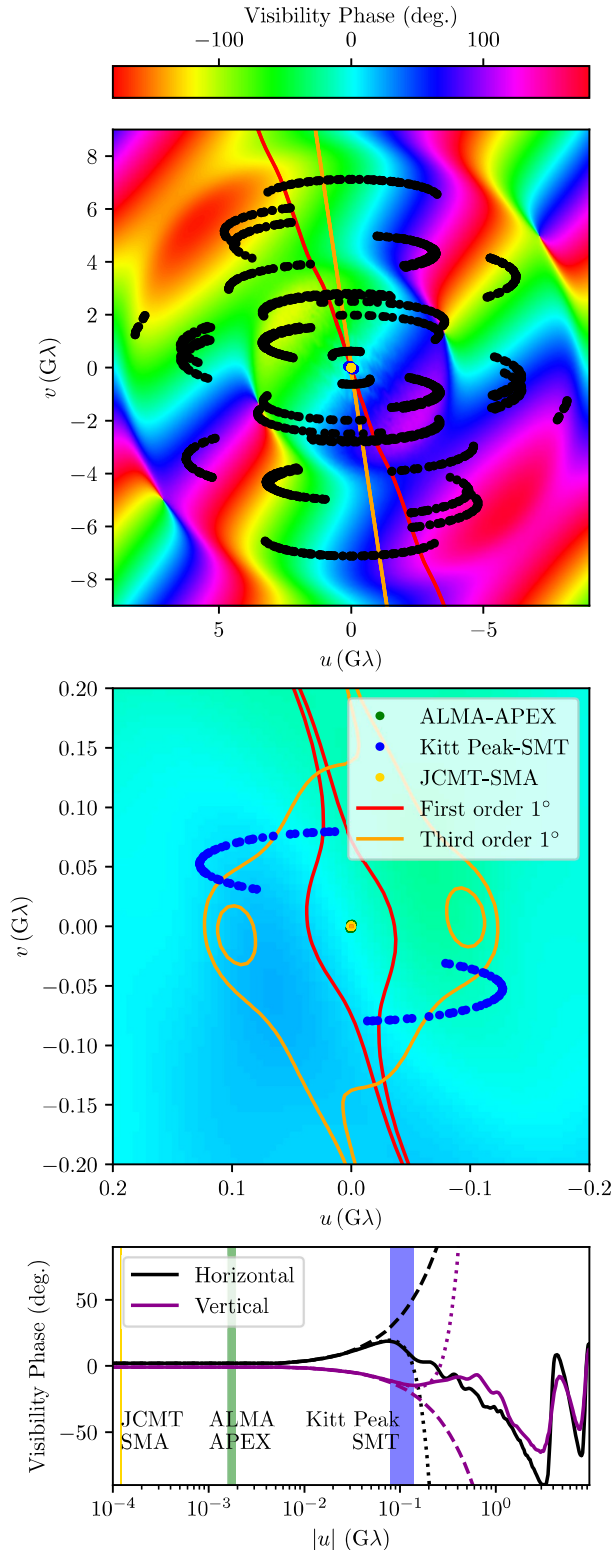 Visibility Phase (deg.)
−100 0 100
8
6
4
2
0
−2
−4
−6
−8
v (Gλ)
5 0 −5
u (Gλ)
0.20
0.15
0.10
0.05
0.00
−0.05
−0.10
−0.15
−0.20
v (Gλ)
ALMA-APEX
Kitt Peak-SMT
JCMT-SMA
First order 1°
Third order 1°
0.2 0.1 0.0 −0.1 −0.2
u (Gλ)
Visibility Phase (deg.)
50
0
−50
Horizontal
Vertical
JCMT
SMA
ALMA
APEX
Kitt Peak
SMT
10⁻⁴ 10⁻³ 10⁻² 10⁻¹ 10⁰
|u| (Gλ)